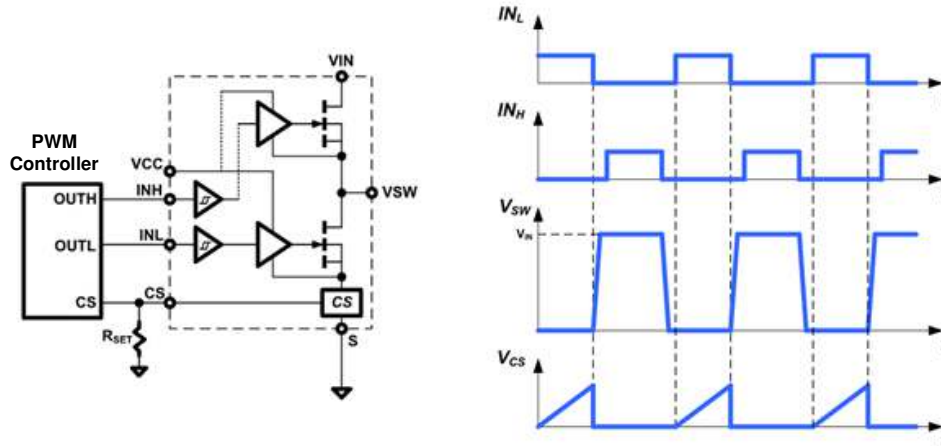 VIN
PWM
Controller
VCC
OUTH
INH
VSW
OUTL
INL
CS
CS
CS
RSET
S
INL
INH
VSW
VIN
VCS